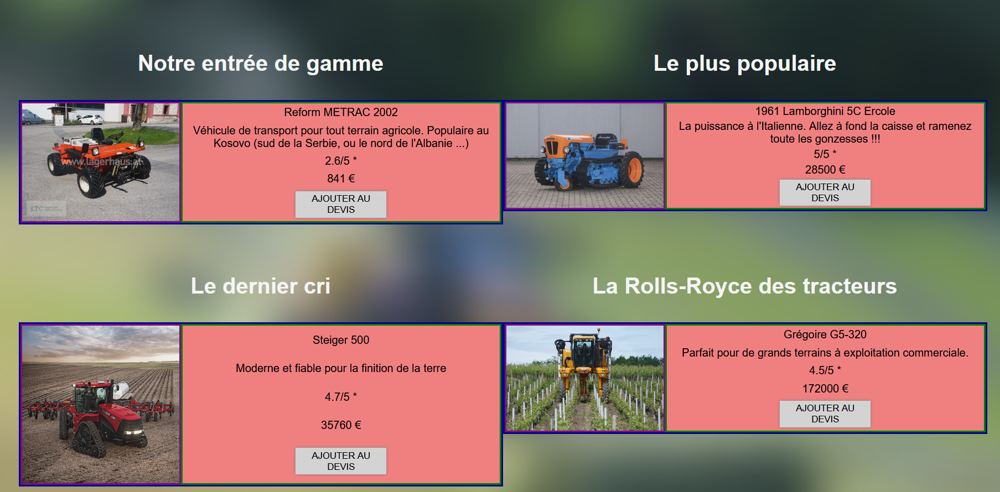 Notre entrée de gamme
Le plus populaire
www.lagerhaus.at
LTC
Reform METRAC 2002
Véhicule de transport pour tout terrain agricole. Populaire au
Kosovo (sud de la Serbie, ou le nord de l'Albanie ...)
2.6/5 *
841 €
AJOUTER AU
DEVIS
1961 Lamborghini 5C Ercole
La puissance à l'Italienne. Allez à fond la caisse et ramenez
toute les gonzesses !!!
5/5 *
28500 €
AJOUTER AU
DEVIS
Le dernier cri
La Rolls-Royce des tracteurs
Steiger 500
Moderne et fiable pour la finition de la terre
4.7/5 *
35760 €
AJOUTER AU
DEVIS
Grégoire G5-320
Parfait pour de grands terrains à exploitation commerciale.
4.5/5 *
172000 €
AJOUTER AU
DEVIS